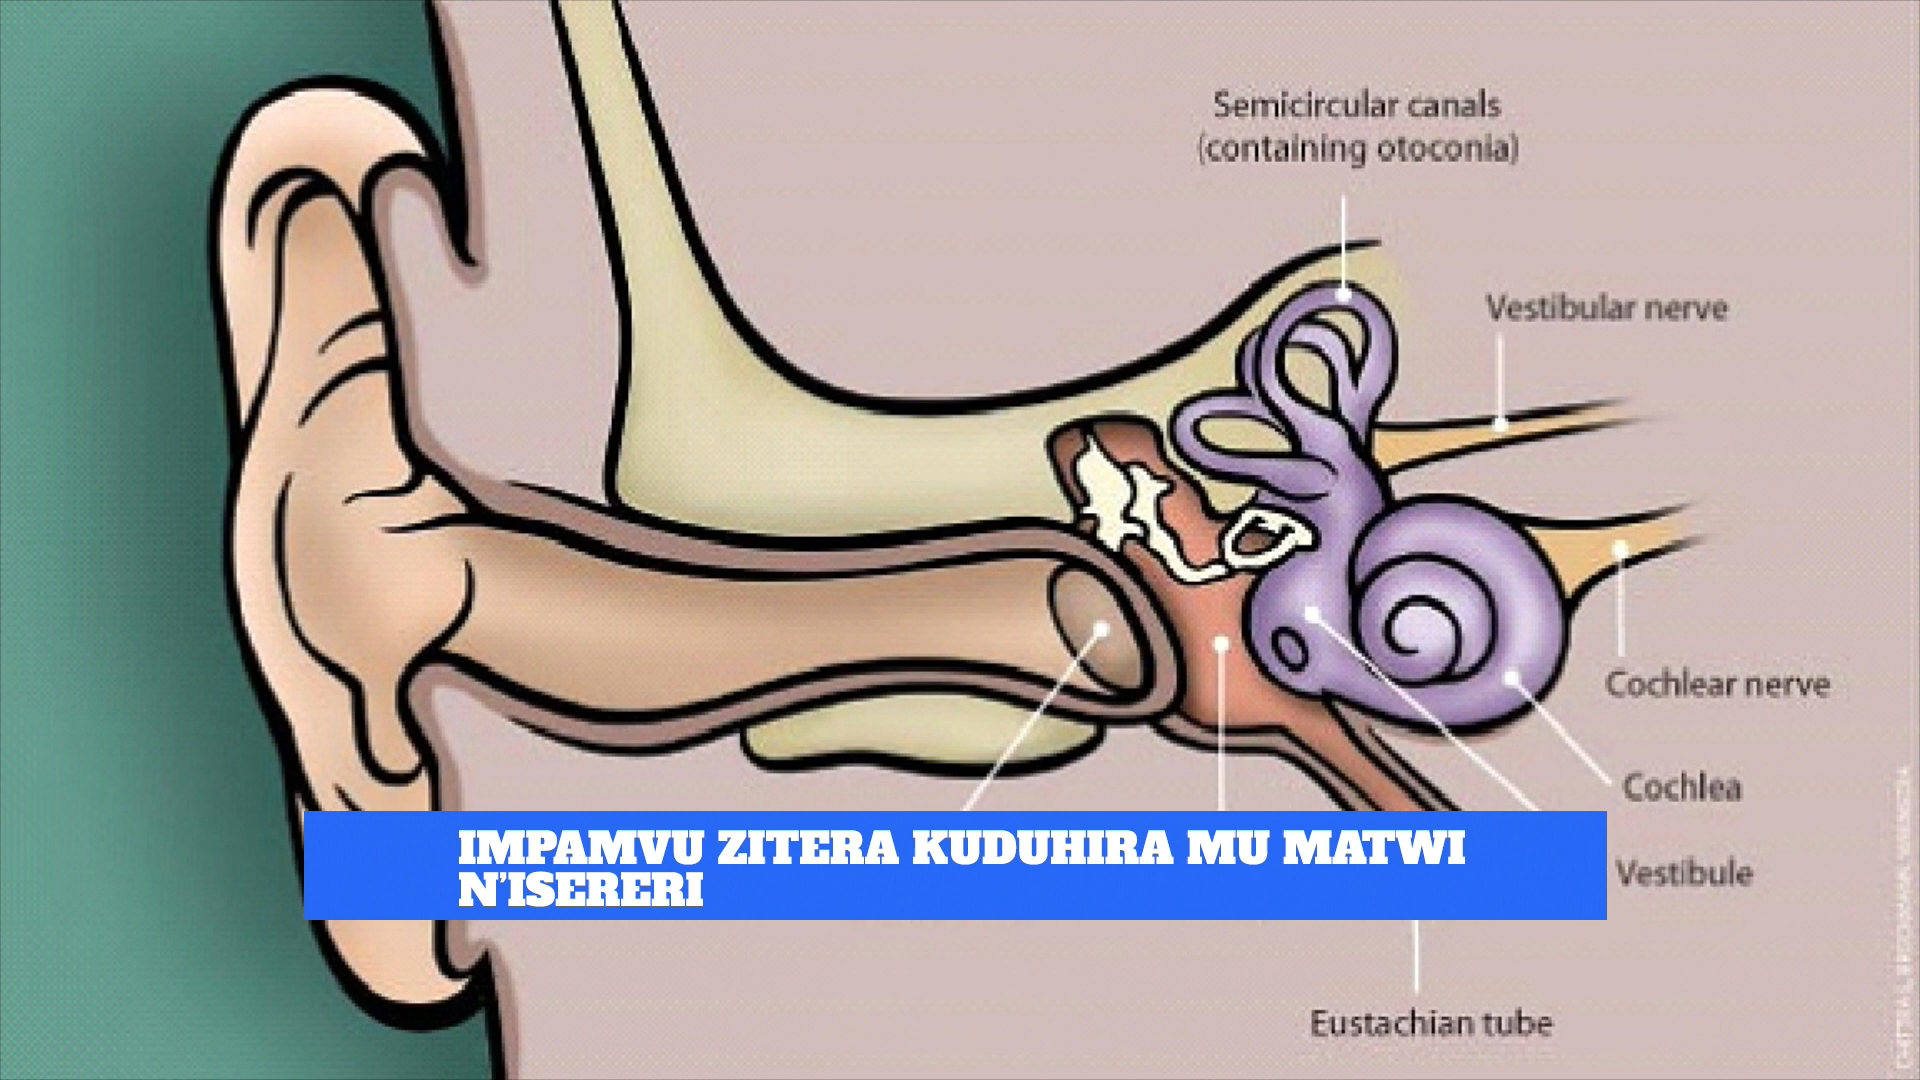 Semicircular canals
(containing otoconia)
Vestibular nerve
Cochlear nerve
Cochlea
IMPAMVU ZITERA KUDUHIRA MU MATWI
N'ISERERI
Vestibule
Eustachian tube